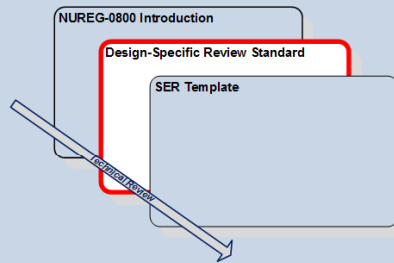 NUREG-0800 Introduction
Design-Specific Review Standard
SER Template
Technical Review